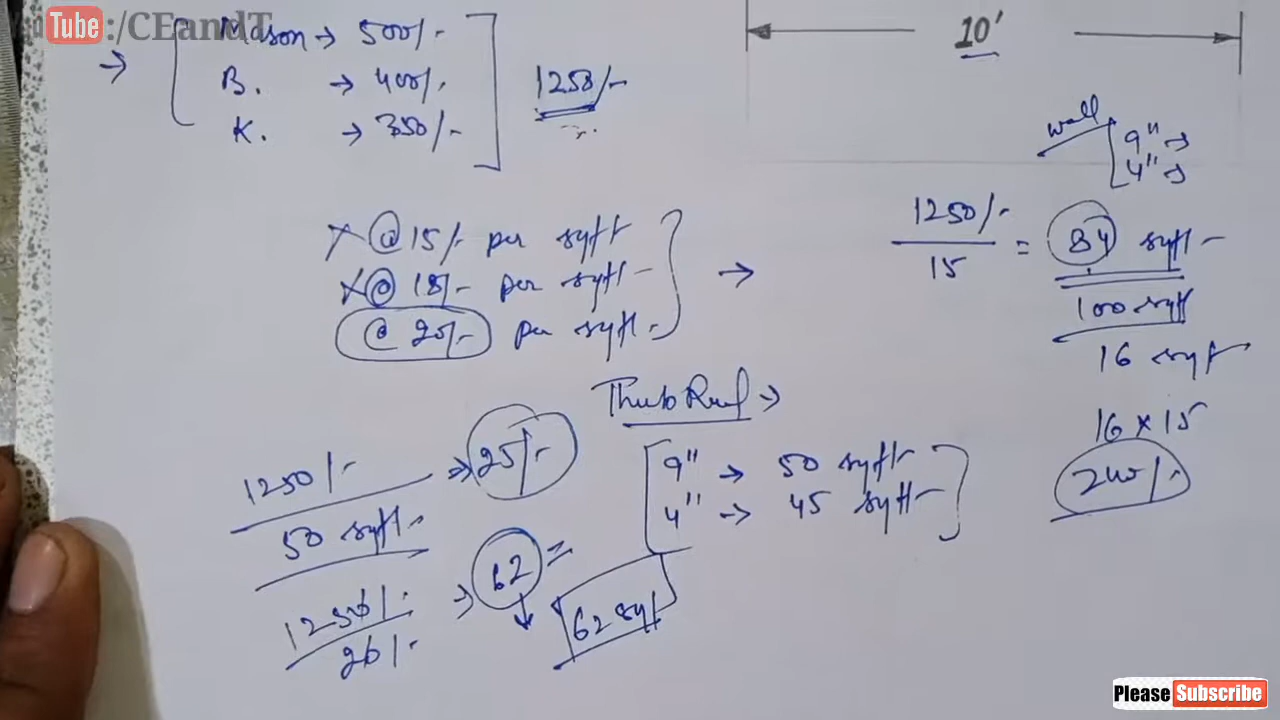 Tube /CEandT
→ Mason → 500/-
B. → 400/-
K. → 350/-
1250/-
10'
wall
9" →
4" →
X @ 15/- per sqft
X @ 18/- per sqft
@ 20/- per sqft
→
1250/- / 15 = 84 sqft
100 sqft
16 sqft
16 x 15
240/-
Thub Rul →
9" → 50 sqft
4" → 45 sqft
1250/- / 50 sqft → 25/-
1250/- / 20/- → 62 =
62 sqft
Please Subscribe